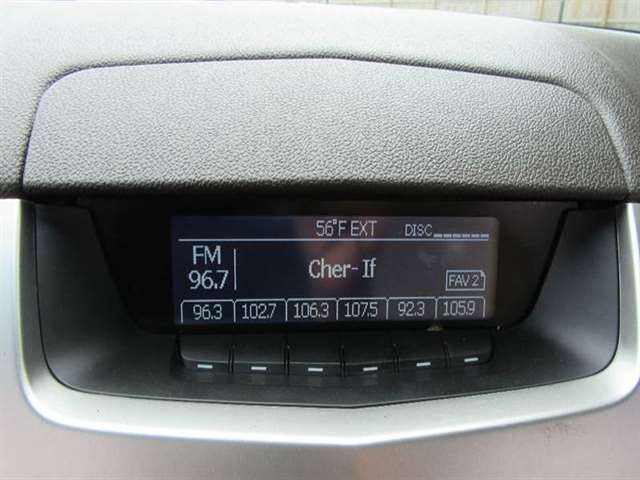 56°F EXT DISC
FM
96.7
Cher-If
FAV 2
96.3 102.7 106.3 107.5 92.3 105.9